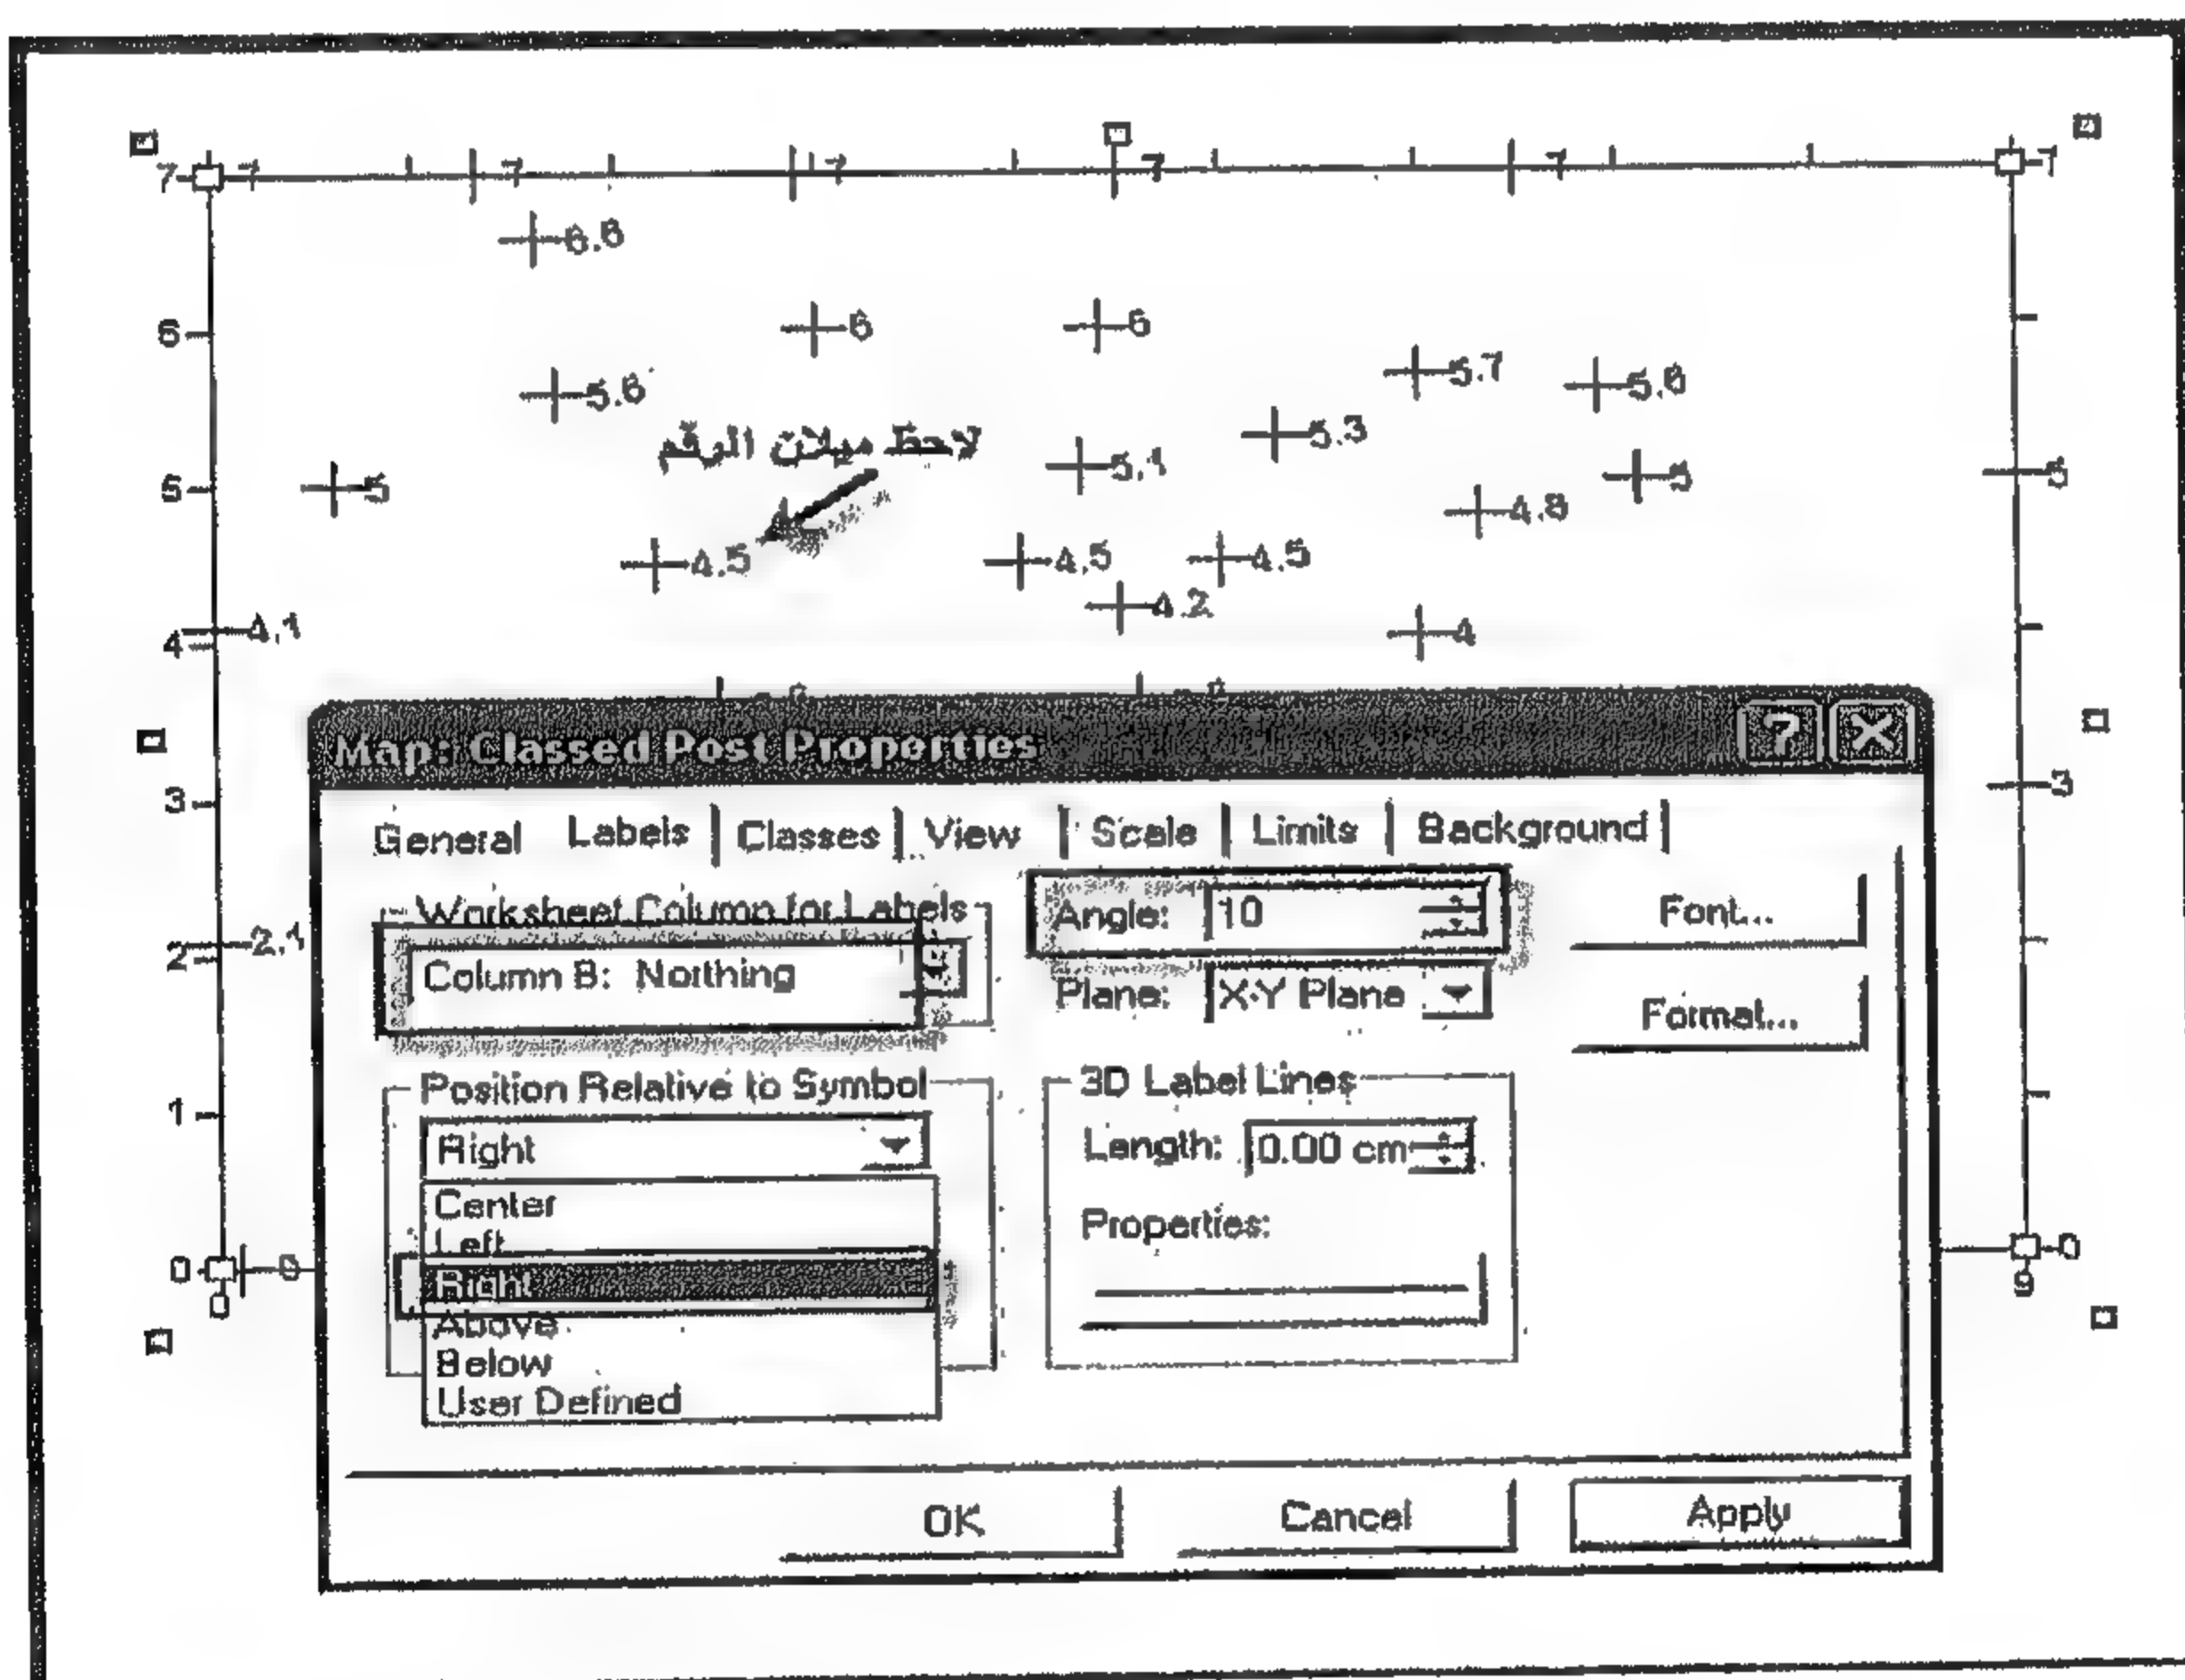 7 7 7 7 7 7 7
6.6
6 6 6
5.7
5.6 5.6
5.3
لاحظ ميلان الرقم
5.1
5 5 5 5
4.8
4.5 4.5 4.5
4.2
4 4.1 4
Map: Classed Post Properties ? X
3 3
General Labels Classes View Scale Limits Background
Worksheet Column for Labels
Angle: 10 Font...
2 2.1
Column B: Northing
Plane: X-Y Plane Format...
Position Relative to Symbol 3D Label Lines
1
Right Length: 0.00 cm
Center
Properties:
Left
0 0 0
Right
0 9
Above
Below
User Defined
OK Cancel Apply